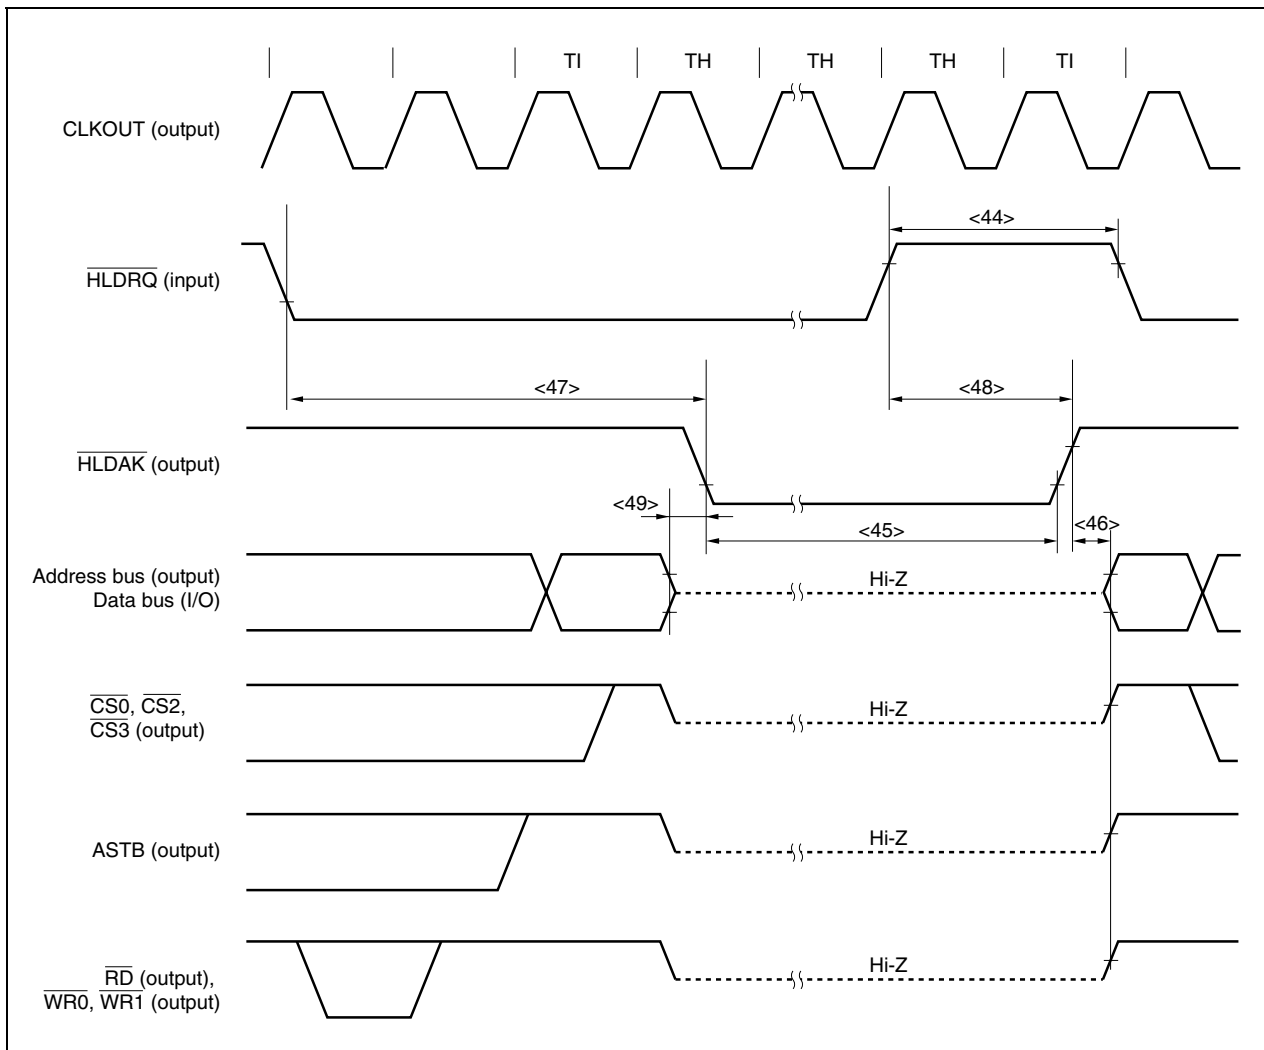 TI TH TH TH TI
CLKOUT (output)
<44>
HLDRQ (input)
<47> <48>
HLDAK (output)
<49> <45> <46>
Address bus (output)
Data bus (I/O)
Hi-Z
CS0, CS2,
CS3 (output)
Hi-Z
ASTB (output)
Hi-Z
RD (output),
WR0, WR1 (output)
Hi-Z